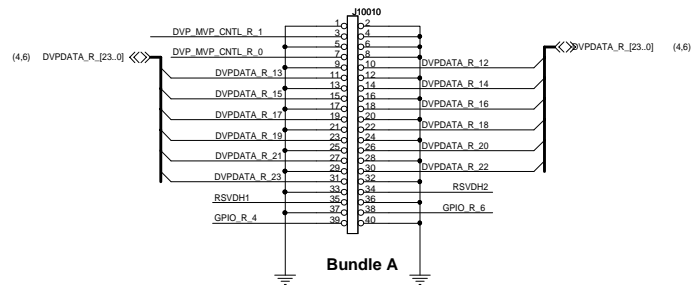 J10010
1 2
DVP_MVP_CNTL_R_1 3 4
5 6
(4,6) DVPDATA_R_[23..0] DVP_MVP_CNTL_R_0 7 8 DVPDATA_R_[23..0] (4,6)
9 10 DVPDATA_R_12
DVPDATA_R_13 11 12
13 14 DVPDATA_R_14
DVPDATA_R_15 15 16
17 18 DVPDATA_R_16
DVPDATA_R_17 19 20
21 22 DVPDATA_R_18
DVPDATA_R_19 23 24
25 26 DVPDATA_R_20
DVPDATA_R_21 27 28
29 30 DVPDATA_R_22
DVPDATA_R_23 31 32
33 34 RSVDH2
RSVDH1 35 36
37 38 GPIO_R_6
GPIO_R_4 39 40
Bundle A